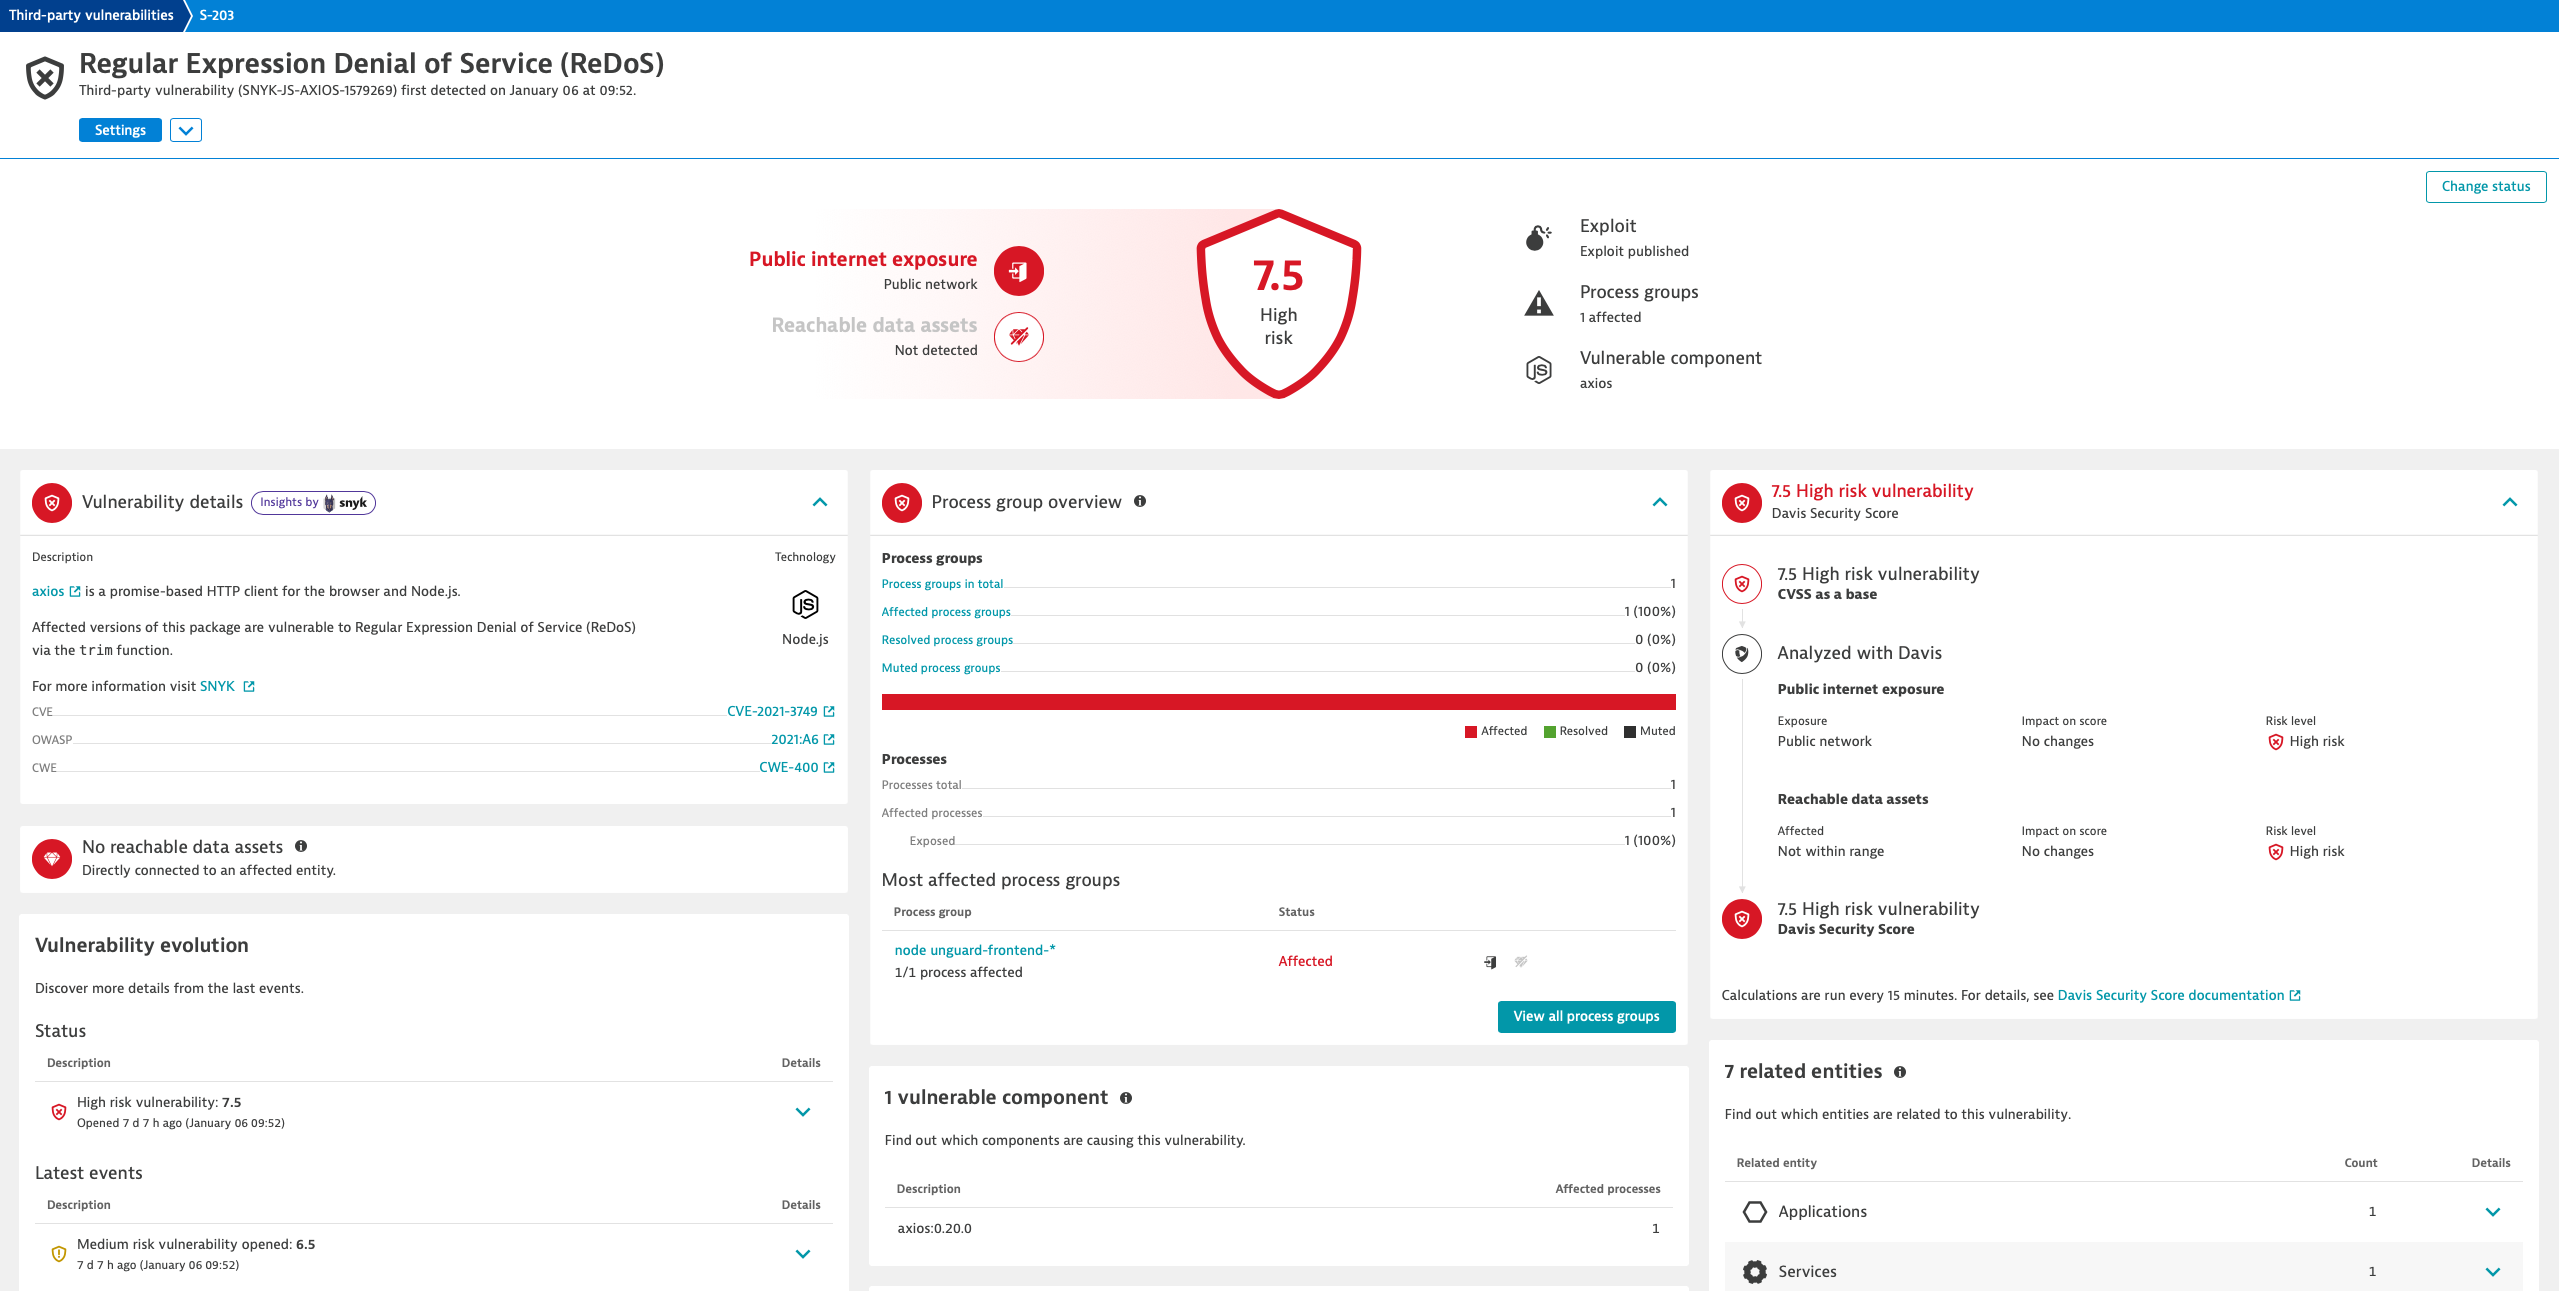 Third-party vulnerabilities
S-203
Regular Expression Denial of Service (ReDoS)
Third-party vulnerability (SNYK-JS-AXIOS-1579269) first detected on January 06 at 09:52.
Settings
Change status
Public internet exposure
Public network
Reachable data assets
Not detected
7.5
High
risk
Exploit
Exploit published
Process groups
1 affected
Vulnerable component
axios
Vulnerability details
Insights by snyk
Description
Technology
axios is a promise-based HTTP client for the browser and Node.js.
Affected versions of this package are vulnerable to Regular Expression Denial of Service (ReDoS)
via the trim function.
JS
Node.js
For more information visit SNYK
CVE CVE-2021-3749
OWASP 2021:A6
CWE CWE-400
No reachable data assets
Directly connected to an affected entity.
Vulnerability evolution
Discover more details from the last events.
Status
Description Details
High risk vulnerability: 7.5
Opened 7 d 7 h ago (January 06 09:52)
Latest events
Description Details
Medium risk vulnerability opened: 6.5
7 d 7 h ago (January 06 09:52)
Process group overview
Process groups
Process groups in total 1
Affected process groups 1 (100%)
Resolved process groups 0 (0%)
Muted process groups 0 (0%)
Affected Resolved Muted
Processes
Processes total 1
Affected processes 1
Exposed 1 (100%)
Most affected process groups
Process group Status
node unguard-frontend-*
1/1 process affected
Affected
View all process groups
1 vulnerable component
Find out which components are causing this vulnerability.
Description Affected processes
axios:0.20.0 1
7.5 High risk vulnerability
Davis Security Score
7.5 High risk vulnerability
CVSS as a base
Analyzed with Davis
Public internet exposure
Exposure Impact on score Risk level
Public network No changes High risk
Reachable data assets
Affected Impact on score Risk level
Not within range No changes High risk
7.5 High risk vulnerability
Davis Security Score
Calculations are run every 15 minutes. For details, see Davis Security Score documentation
7 related entities
Find out which entities are related to this vulnerability.
Related entity Count Details
Applications 1
Services 1